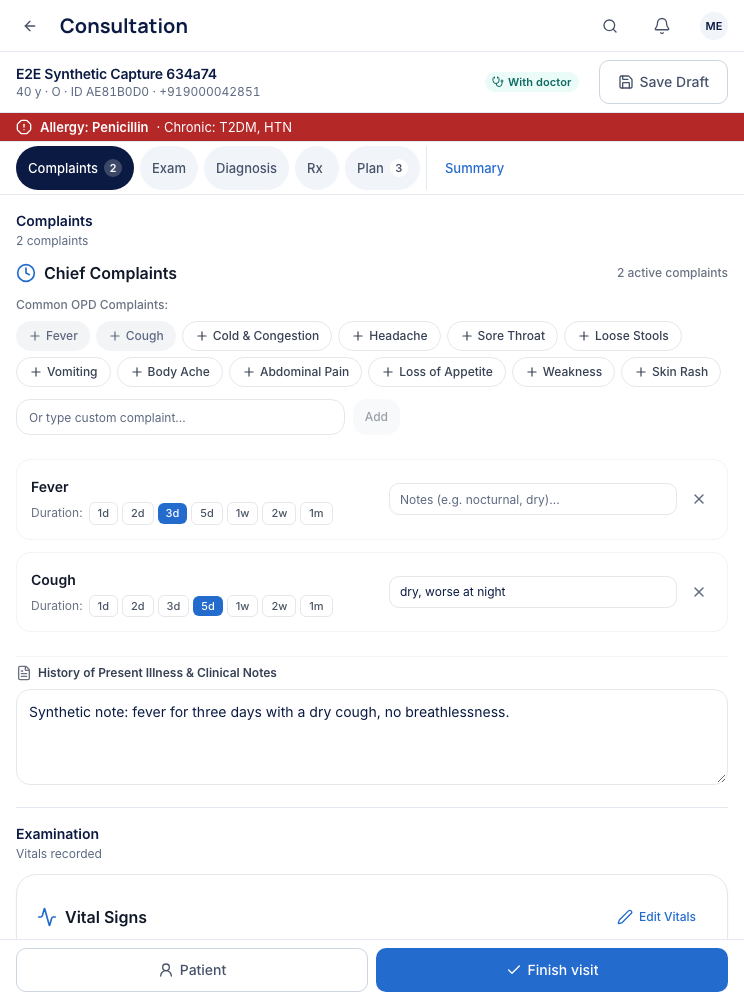 Consultation
ME
E2E Synthetic Capture 634a74
40 y · O · ID AE81B0D0 · +919000042851
With doctor
Save Draft
Allergy: Penicillin · Chronic: T2DM, HTN
Complaints 2
Exam
Diagnosis
Rx
Plan 3
Summary
Complaints
2 complaints
Chief Complaints
2 active complaints
Common OPD Complaints:
+ Fever + Cough + Cold & Congestion + Headache + Sore Throat + Loose Stools
+ Vomiting + Body Ache + Abdominal Pain + Loss of Appetite + Weakness + Skin Rash
Or type custom complaint...
Add
Fever
Duration: 1d 2d 3d 5d 1w 2w 1m
Notes (e.g. nocturnal, dry)...
Cough
Duration: 1d 2d 3d 5d 1w 2w 1m
dry, worse at night
History of Present Illness & Clinical Notes
Synthetic note: fever for three days with a dry cough, no breathlessness.
Examination
Vitals recorded
Vital Signs
Edit Vitals
Patient
Finish visit